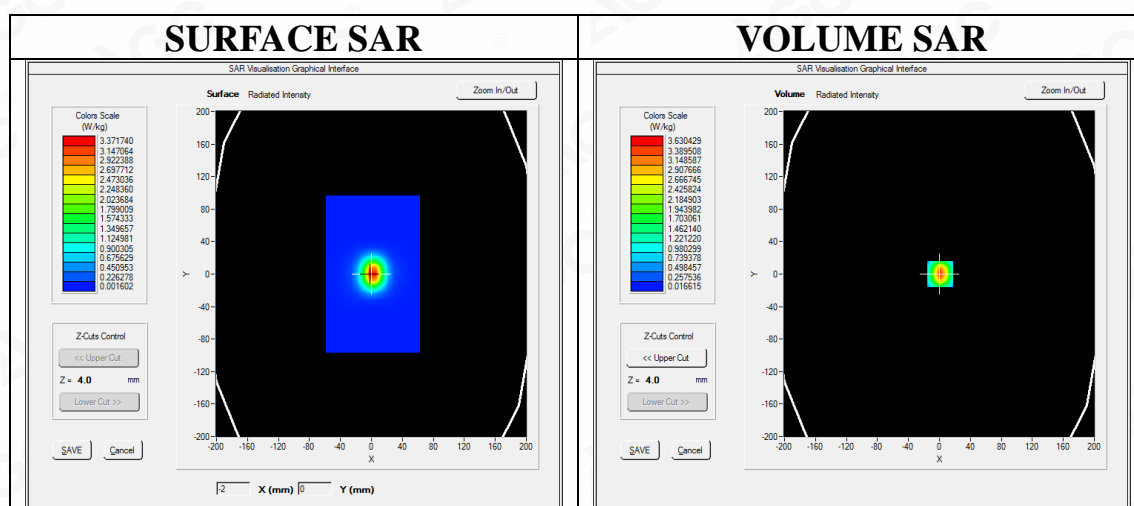 SURFACE SAR
SAR Visualisation Graphical Interface
Surface Radiated Intensity
Zoom In/Out
Colors Scale
(W/kg)
3.371740
3.147064
2.922388
2.697712
2.473036
2.248360
2.023684
1.799009
1.574333
1.349657
1.124981
0.900305
0.675629
0.450953
0.226278
0.001602
Z-Cuts Control
<< Upper Cut
Z = 4.0 mm
Lower Cut >>
SAVE Cancel
200
160
120
80
40
0
-40
-80
-120
-160
-200
Y
-200 -160 -120 -80 -40 0 40 80 120 160 200
X
-2 X (mm) 0 Y (mm)
VOLUME SAR
SAR Visualisation Graphical Interface
Volume Radiated Intensity
Zoom In/Out
Colors Scale
(W/kg)
3.630429
3.389508
3.148587
2.907666
2.666745
2.425824
2.184903
1.943982
1.703061
1.462140
1.221220
0.980299
0.739378
0.498457
0.257536
0.016615
Z-Cuts Control
<< Upper Cut
Z = 4.0 mm
Lower Cut >>
SAVE Cancel
200
160
120
80
40
0
-40
-80
-120
-160
-200
Y
-200 -160 -120 -80 -40 0 40 80 120 160 200
X